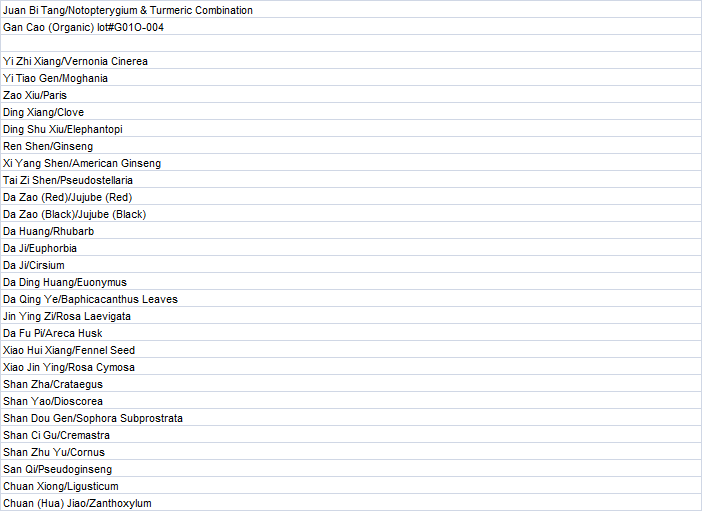 Juan Bi Tang/Notopterygium & Turmeric Combination
Gan Cao (Organic) lot#G01O-004
Yi Zhi Xiang/Vernonia Cinerea
Yi Tiao Gen/Moghania
Zao Xiu/Paris
Ding Xiang/Clove
Ding Shu Xiu/Elephantopi
Ren Shen/Ginseng
Xi Yang Shen/American Ginseng
Tai Zi Shen/Pseudostellaria
Da Zao (Red)/Jujube (Red)
Da Zao (Black)/Jujube (Black)
Da Huang/Rhubarb
Da Ji/Euphorbia
Da Ji/Cirsium
Da Ding Huang/Euonymus
Da Qing Ye/Baphicacanthus Leaves
Jin Ying Zi/Rosa Laevigata
Da Fu Pi/Areca Husk
Xiao Hui Xiang/Fennel Seed
Xiao Jin Ying/Rosa Cymosa
Shan Zha/Crataegus
Shan Yao/Dioscorea
Shan Dou Gen/Sophora Subprostrata
Shan Ci Gu/Cremastra
Shan Zhu Yu/Cornus
San Qi/Pseudoginseng
Chuan Xiong/Ligusticum
Chuan (Hua) Jiao/Zanthoxylum